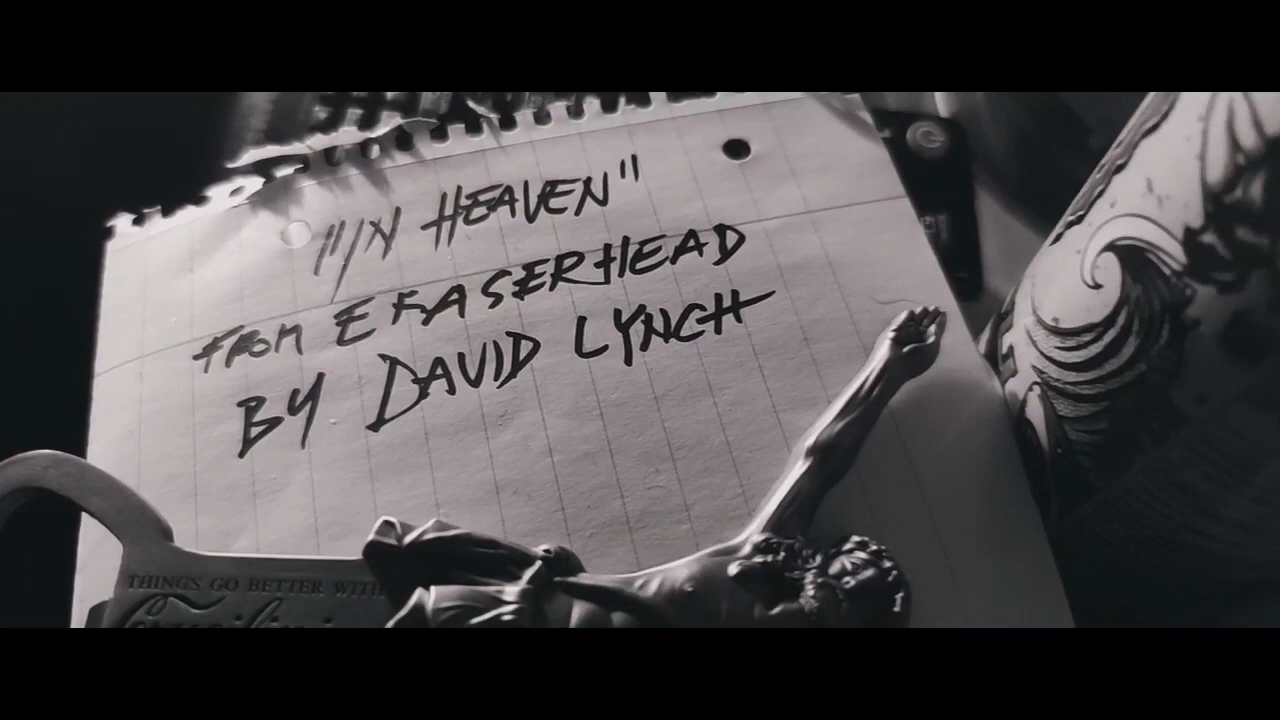 "IN HEAVEN"
FROM ERASERHEAD
BY DAVID LYNCH
THINGS GO BETTER WITH